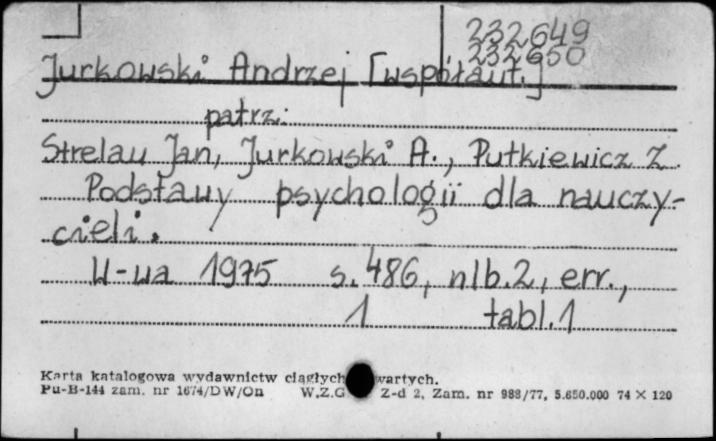 232649
232650
Jurkowski Andrzej [współaut.]
patrz:
Strelau Jan, Jurkowski A., Putkiewicz Z.
Podstawy psychologii dla nauczy-
cieli.
W-wa 1975 s. 486, nlb. 2, err.,
1 tabl. 1
Karta katalogowa wydawnictw ciągłych wartych.
Pu-B-144 zam. nr 1674/DW/On W.Z.G Z-d 2, Zam. nr 988/77, 5.650.000 74 × 120